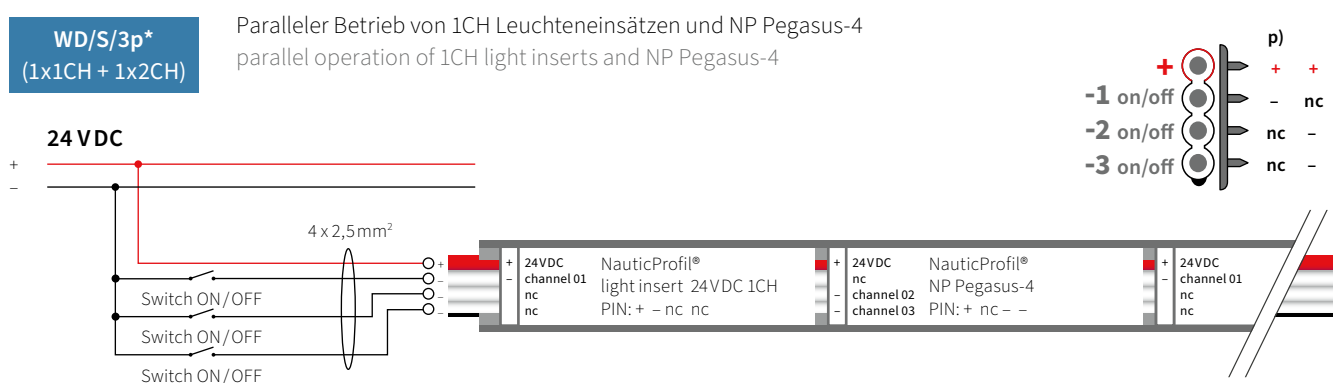 WD/S/3p*
(1x1CH + 1x2CH)
Paralleler Betrieb von 1CH Leuchteneinsätzen und NP Pegasus-4
parallel operation of 1CH light inserts and NP Pegasus-4
p)
+ + +
-1 on/off – nc
-2 on/off nc –
-3 on/off nc –
24 VDC
+
–
4 x 2,5 mm²
+
–
–
–
Switch ON/OFF
Switch ON/OFF
Switch ON/OFF
+ 24VDC
– channel 01
nc
nc
NauticProfil®
light insert 24VDC 1CH
PIN: + – nc nc
+ 24VDC
nc
– channel 02
– channel 03
NauticProfil®
NP Pegasus-4
PIN: + nc – –
+ 24VDC
– channel 01
nc
nc